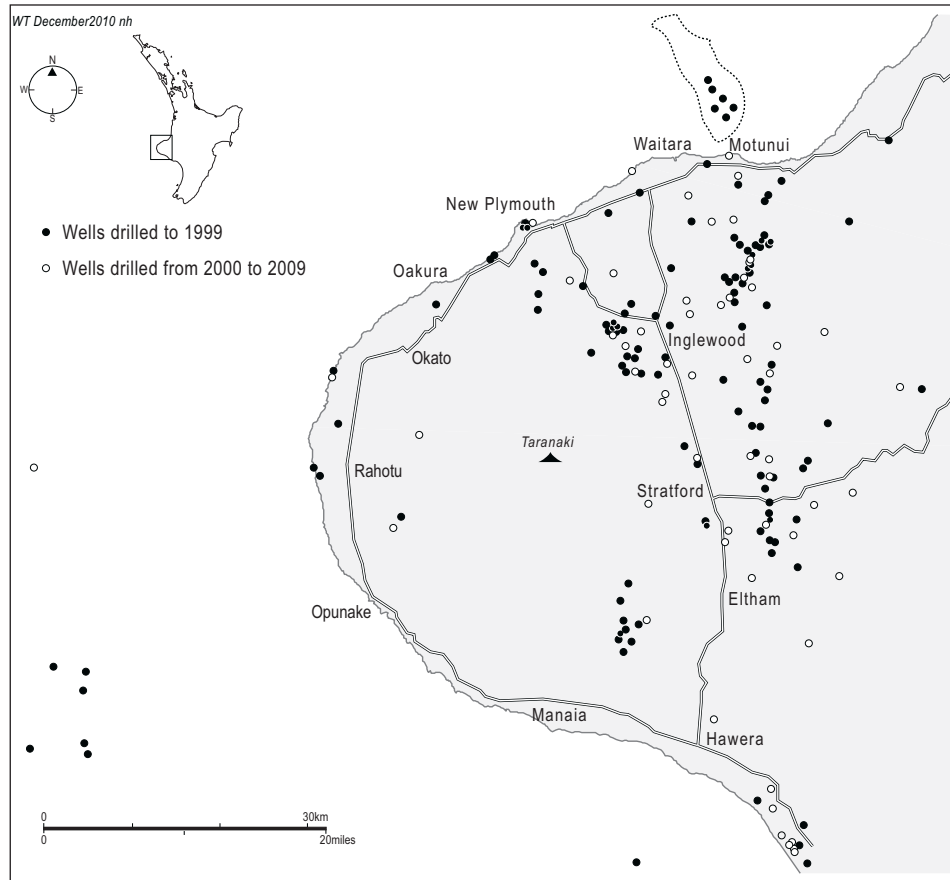 WT December2010 nh
N
W
E
S
Waitara
Motunui
New Plymouth
Wells drilled to 1999
Wells drilled from 2000 to 2009
Oakura
Inglewood
Okato
Taranaki
Rahotu
Stratford
Eltham
Opunake
Manaia
Hawera
0
30km
0
20miles